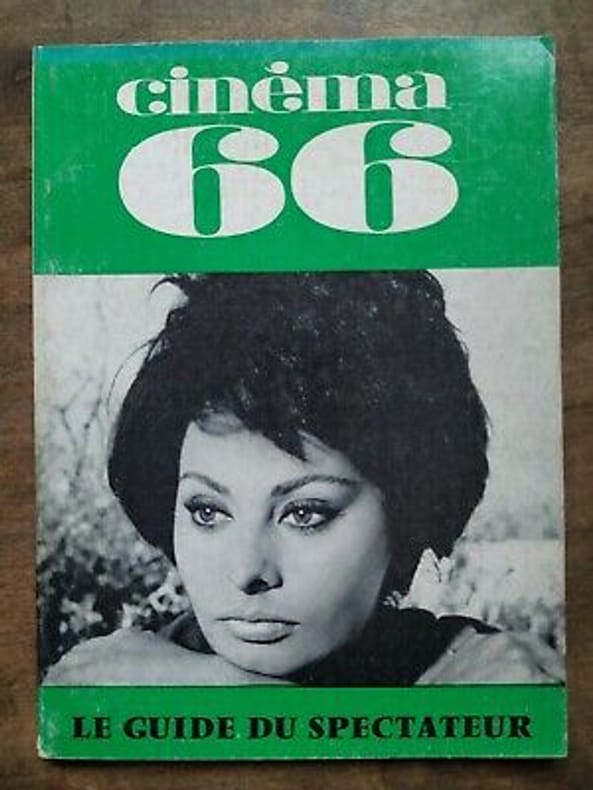 cinéma
66
LE GUIDE DU SPECTATEUR